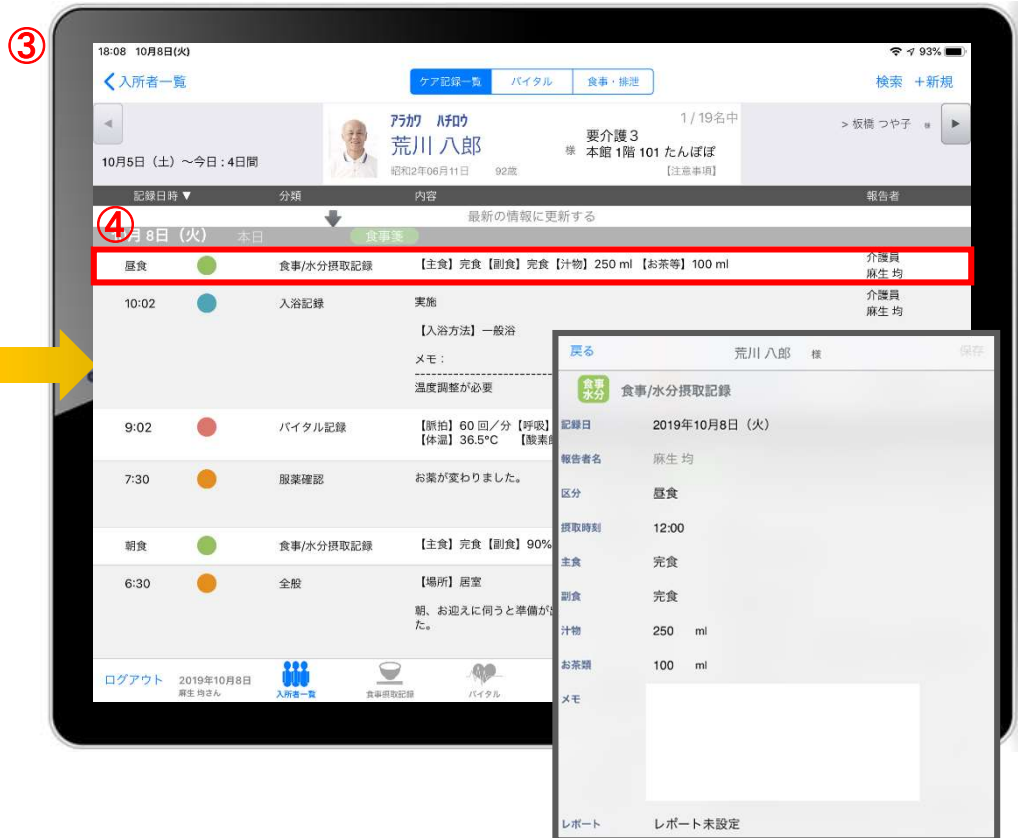 ③
18:08 10月8日(火)
93%
入所者一覧
ケア記録一覧 バイタル 食事・排泄
検索 +新規
アラカワ ハチロウ
1 / 19名中
荒川 八郎 様
要介護3
本館 1階 101 たんぽぽ
> 板橋 つや子 様
10月5日（土）～今日：4日間
昭和2年06月11日 92歳
【注意事項】
記録日時▼ 分類 内容 報告者
最新の情報に更新する
④
月 8日（火） 本日 食事箋
昼食 食事/水分摂取記録 【主食】完食【副食】完食【汁物】250 ml 【お茶等】100 ml 介護員
麻生 均
10:02 入浴記録 実施 介護員
麻生 均
【入浴方法】一般浴
メモ：
--------------------
温度調整が必要
9:02 バイタル記録 【脈拍】60 回／分【呼吸】
【体温】36.5℃ 【酸素
7:30 服薬確認 お薬が変わりました。
朝食 食事/水分摂取記録 【主食】完食【副食】90%
6:30 全般 【場所】居室
朝、お迎えに伺うと準備が
た。
ログアウト 2019年10月8日
麻生 均さん
入所者一覧 食事摂取記録 バイタル
戻る 荒川 八郎 様 保存
食事
水分
食事/水分摂取記録
記録日 2019年10月8日（火）
報告者名 麻生 均
区分 昼食
摂取時刻 12:00
主食 完食
副食 完食
汁物 250 ml
お茶類 100 ml
メモ
レポート レポート未設定